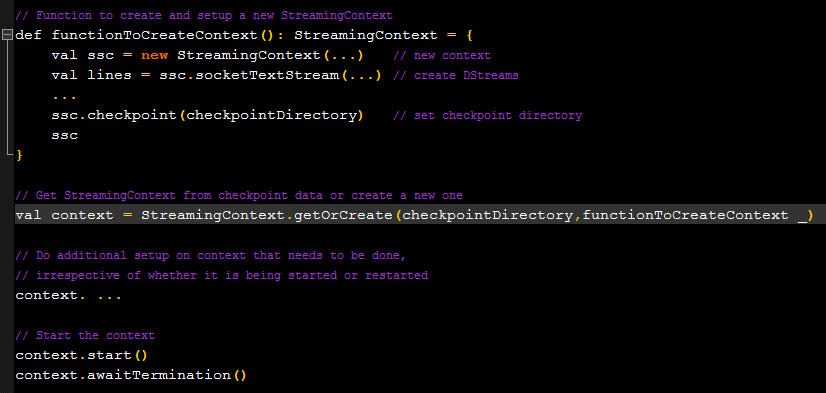 // Function to create and setup a new StreamingContext
def functionToCreateContext(): StreamingContext = {
    val ssc = new StreamingContext(...)   // new context
    val lines = ssc.socketTextStream(...) // create DStreams
    ...
    ssc.checkpoint(checkpointDirectory)   // set checkpoint directory
    ssc
}
// Get StreamingContext from checkpoint data or create a new one
val context = StreamingContext.getOrCreate(checkpointDirectory,functionToCreateContext _)
// Do additional setup on context that needs to be done,
// irrespective of whether it is being started or restarted
context. ...
// Start the context
context.start()
context.awaitTermination()